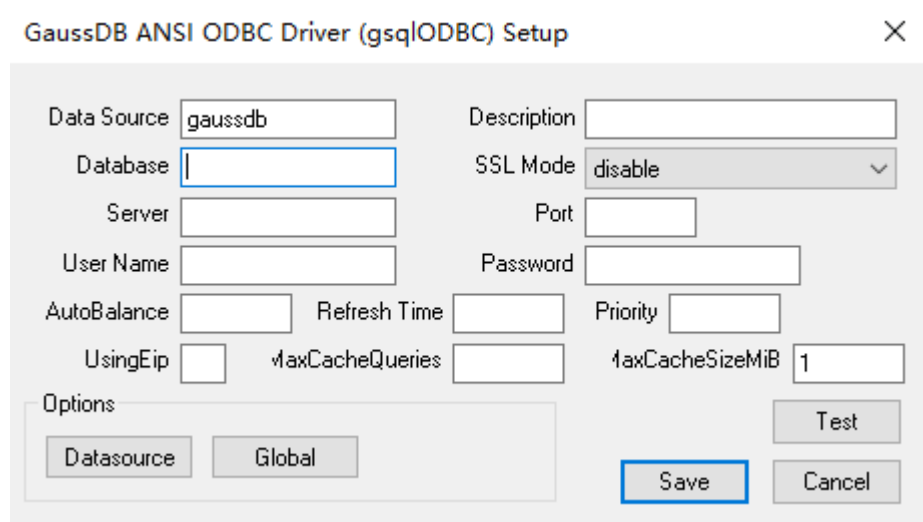 GaussDB ANSI ODBC Driver (gsqlODBC) Setup
Data Source gaussdb Description
Database SSL Mode disable
Server Port
User Name Password
AutoBalance Refresh Time Priority
UsingEip MaxCacheQueries MaxCacheSizeMiB 1
Options
Test
Datasource Global
Save Cancel